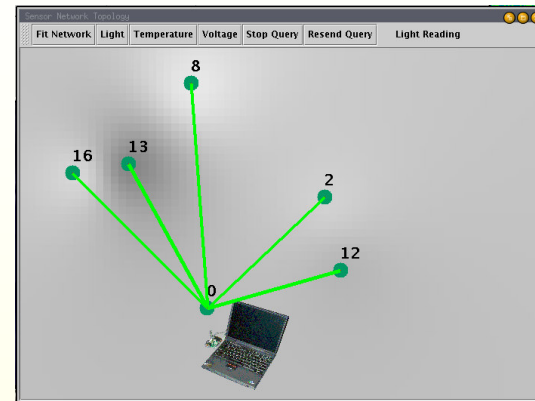 Sensor Network Topology
Fit Network Light Temperature Voltage Stop Query Resend Query Light Reading
8
16 13
2
12
0